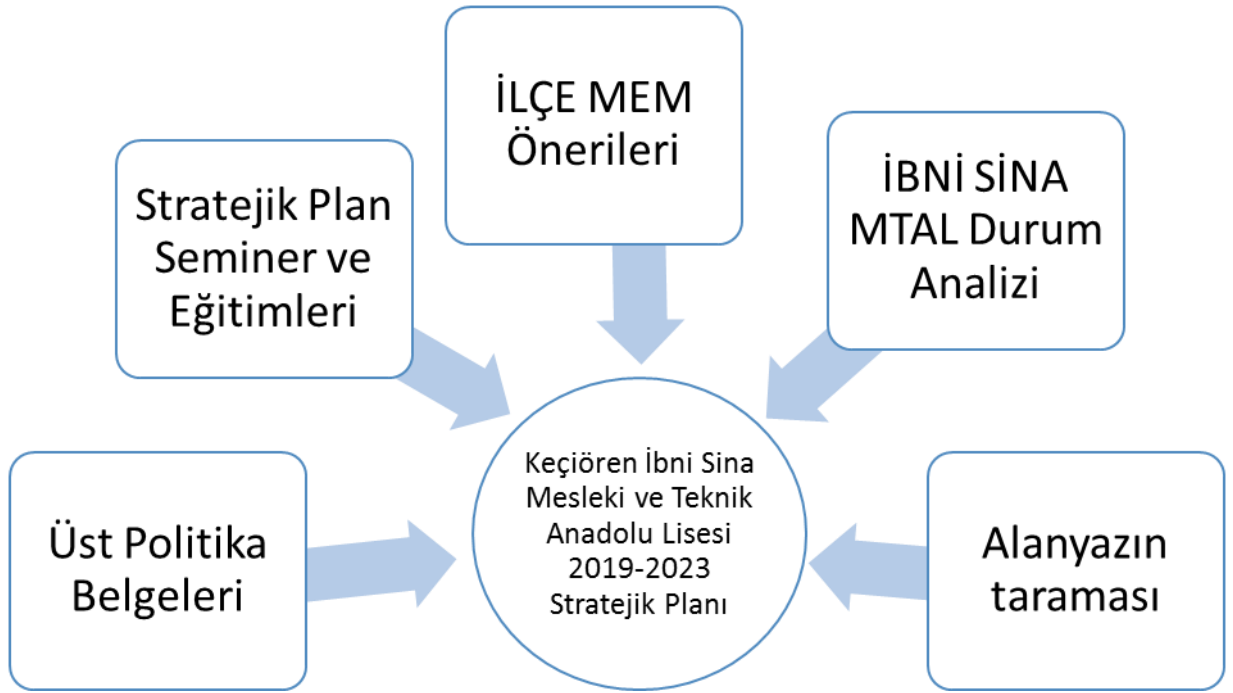 İLÇE MEM
Önerileri
Stratejik Plan
Seminer ve
Eğitimleri
İBNİ SİNA
MTAL Durum
Analizi
Üst Politika
Belgeleri
Keçiören İbni Sina
Mesleki ve Teknik
Anadolu Lisesi
2019-2023
Stratejik Planı
Alanyazın
taraması